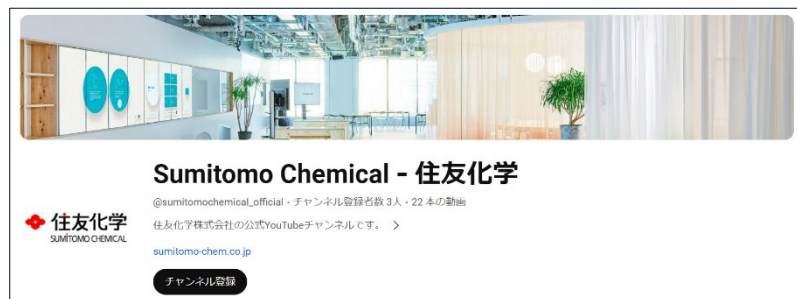 Sumitomo Chemical - 住友化学
@sumitomochemical_official・チャンネル登録者数 3人・22 本の動画
住友化学株式会社の公式YouTubeチャンネルです。 >
住友化学
SUMITOMO CHEMICAL
sumitomo-chem.co.jp
チャンネル登録